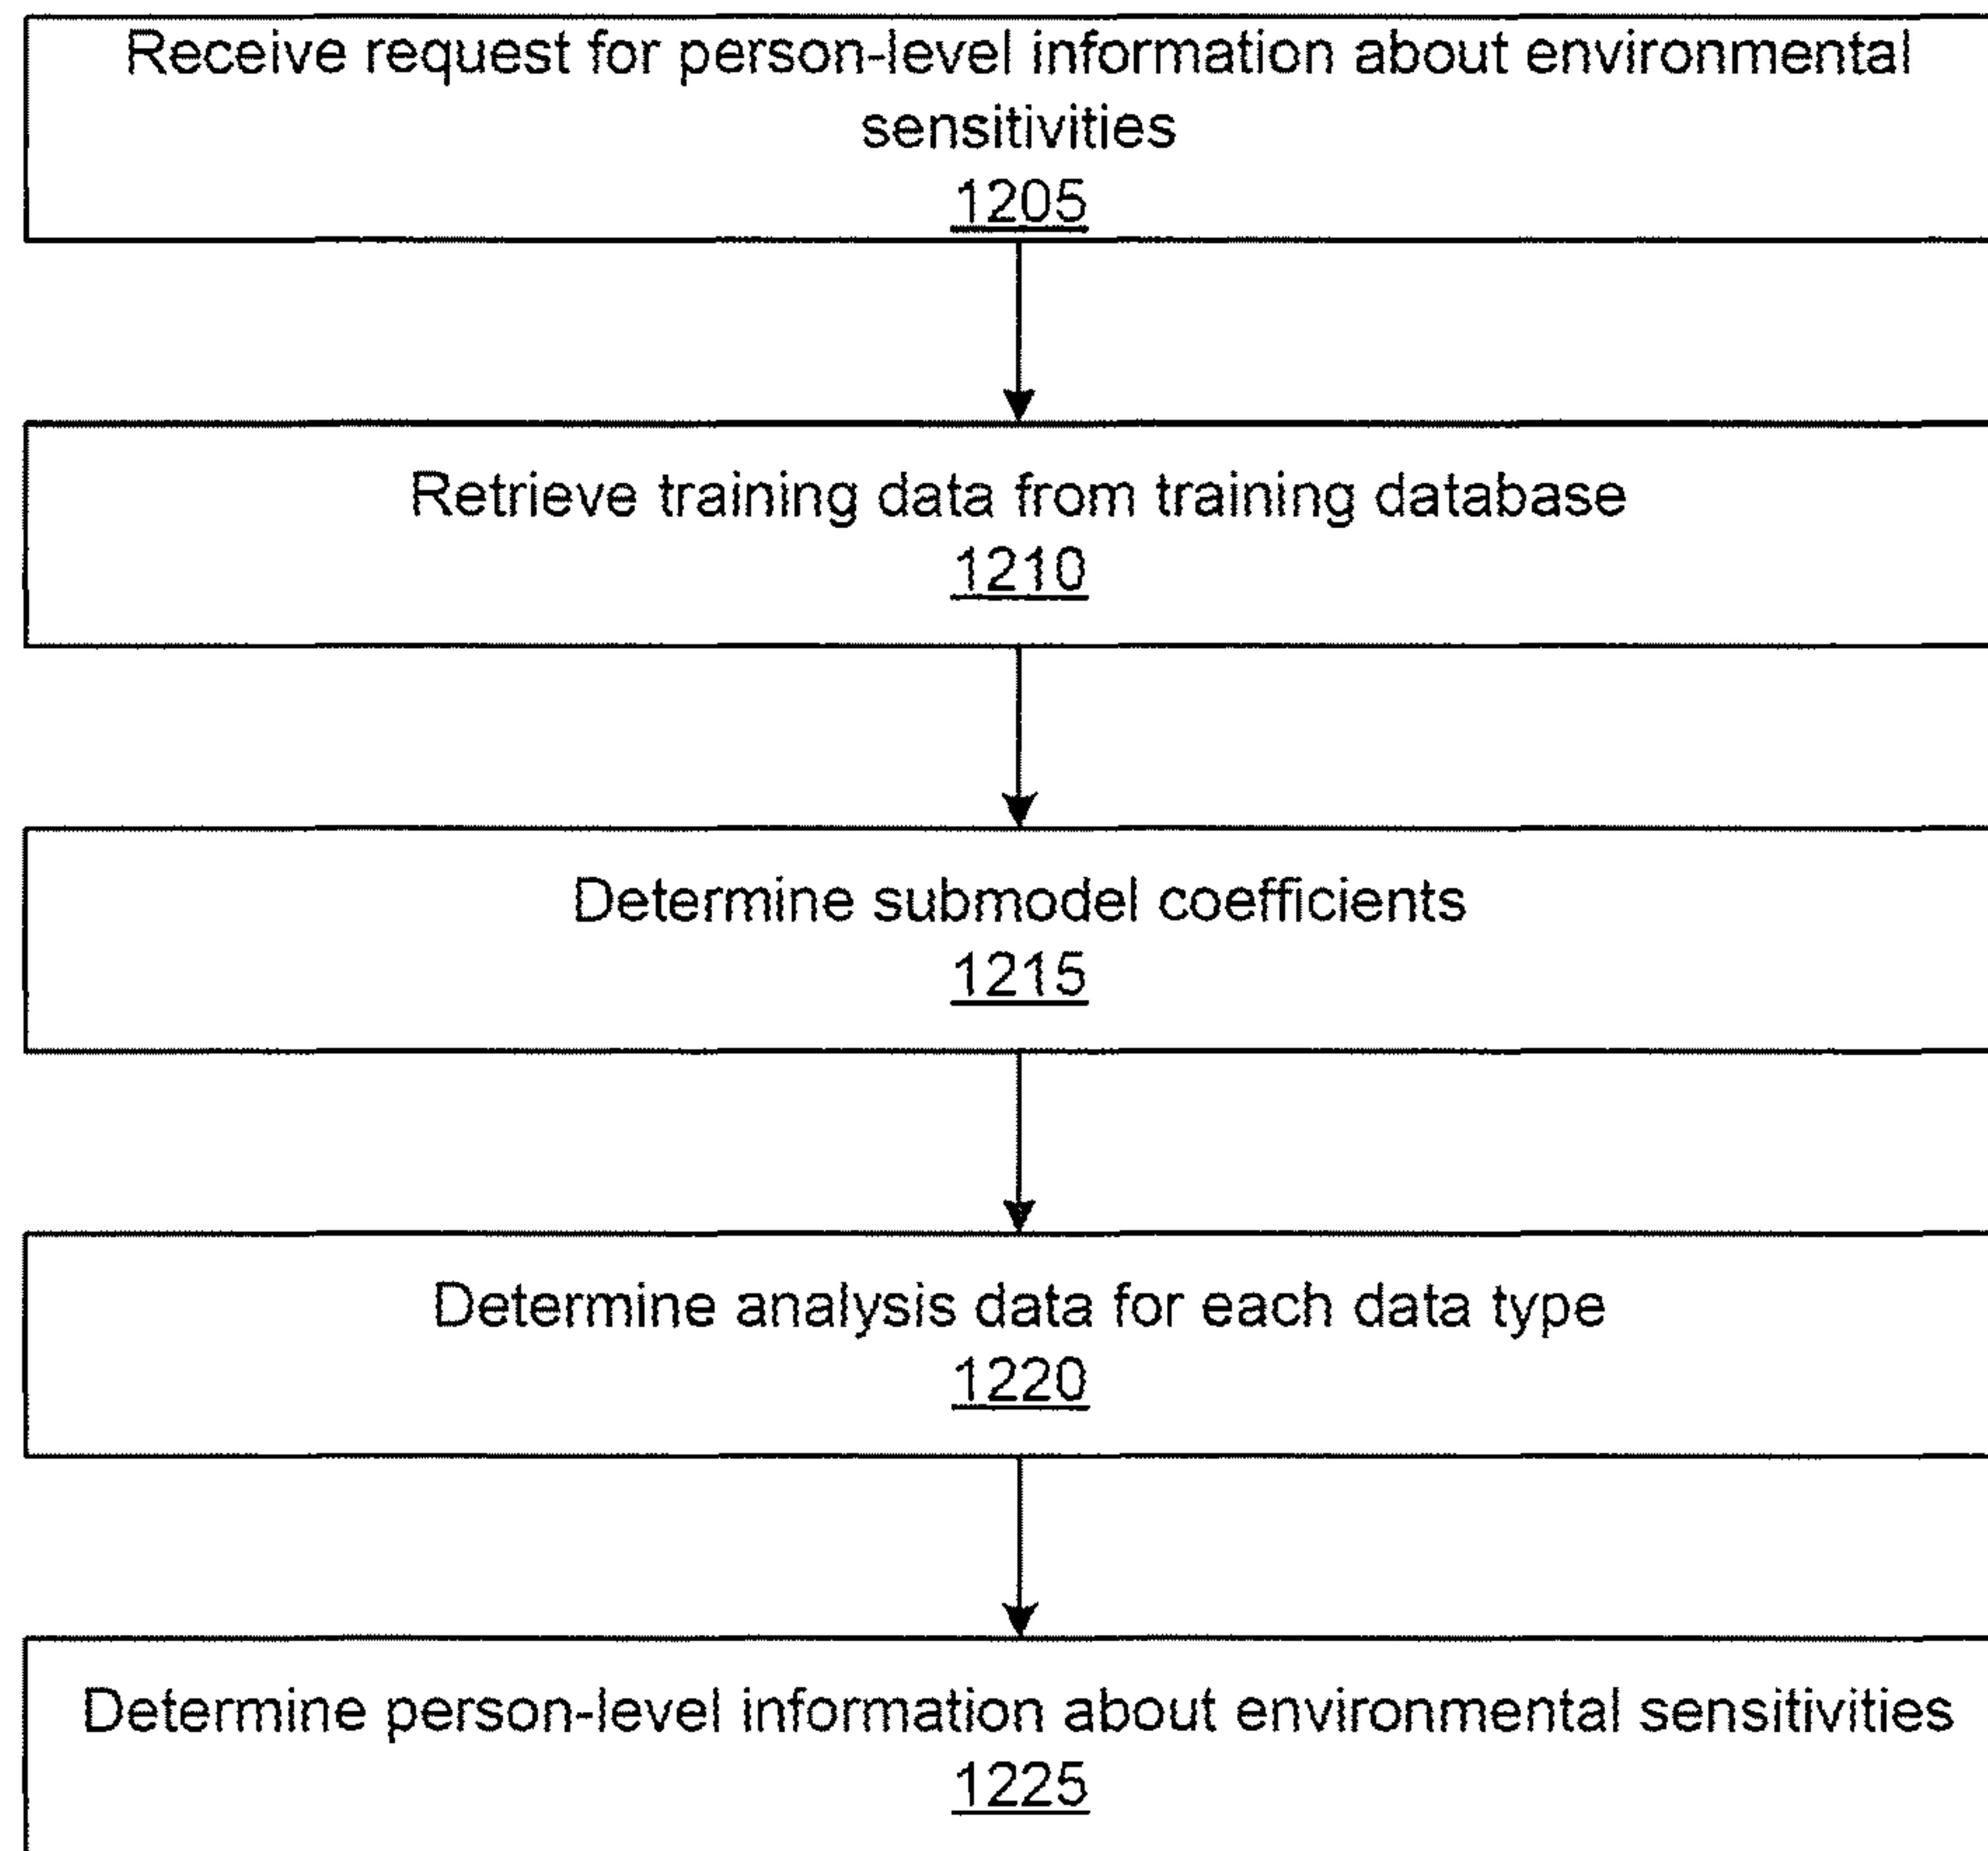 Receive request for person-level information about environmental
sensitivities
1205
Retrieve training data from training database
1210
Determine submodel coefficients
1215
Determine analysis data for each data type
1220
Determine person-level information about environmental sensitivities
1225